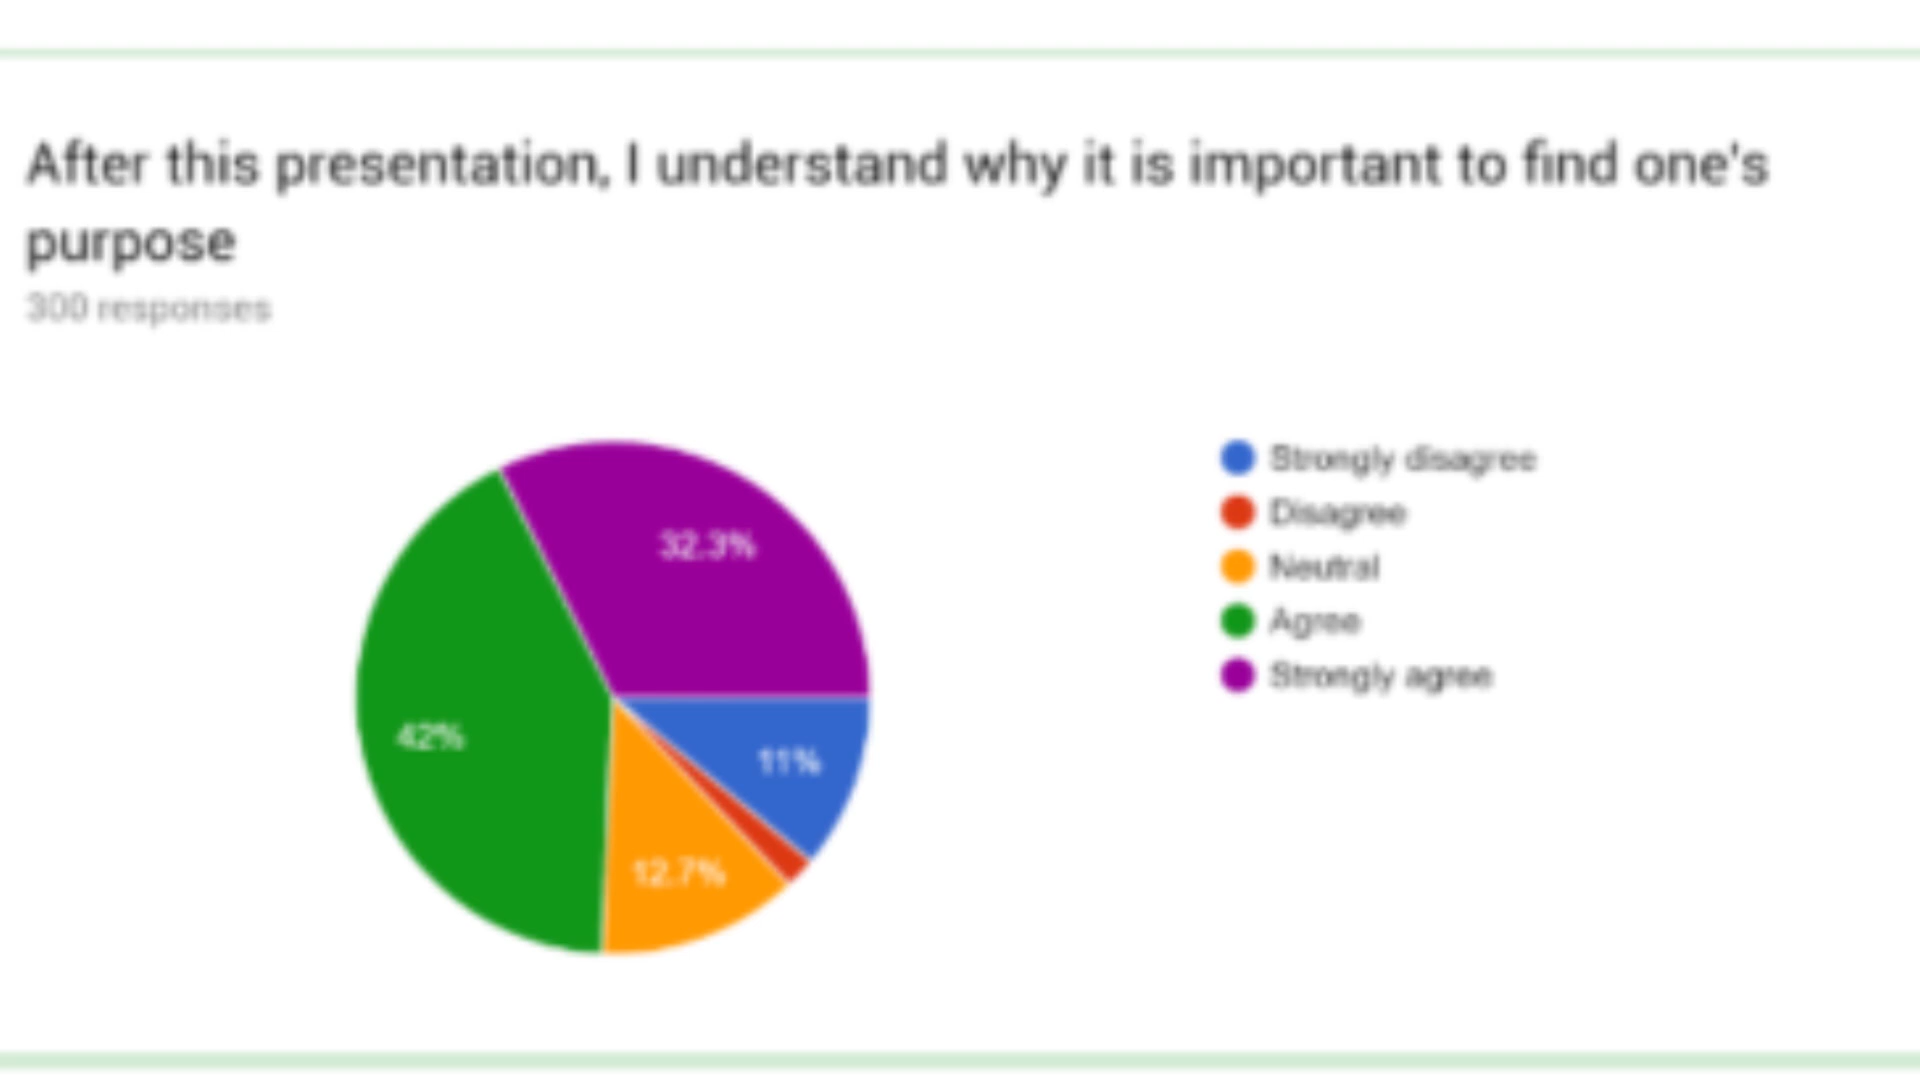 After this presentation, I understand why it is important to find one's
purpose
300 responses
Strongly disagree
Disagree
Neutral
Agree
Strongly agree
32.3%
42%
11%
12.7%